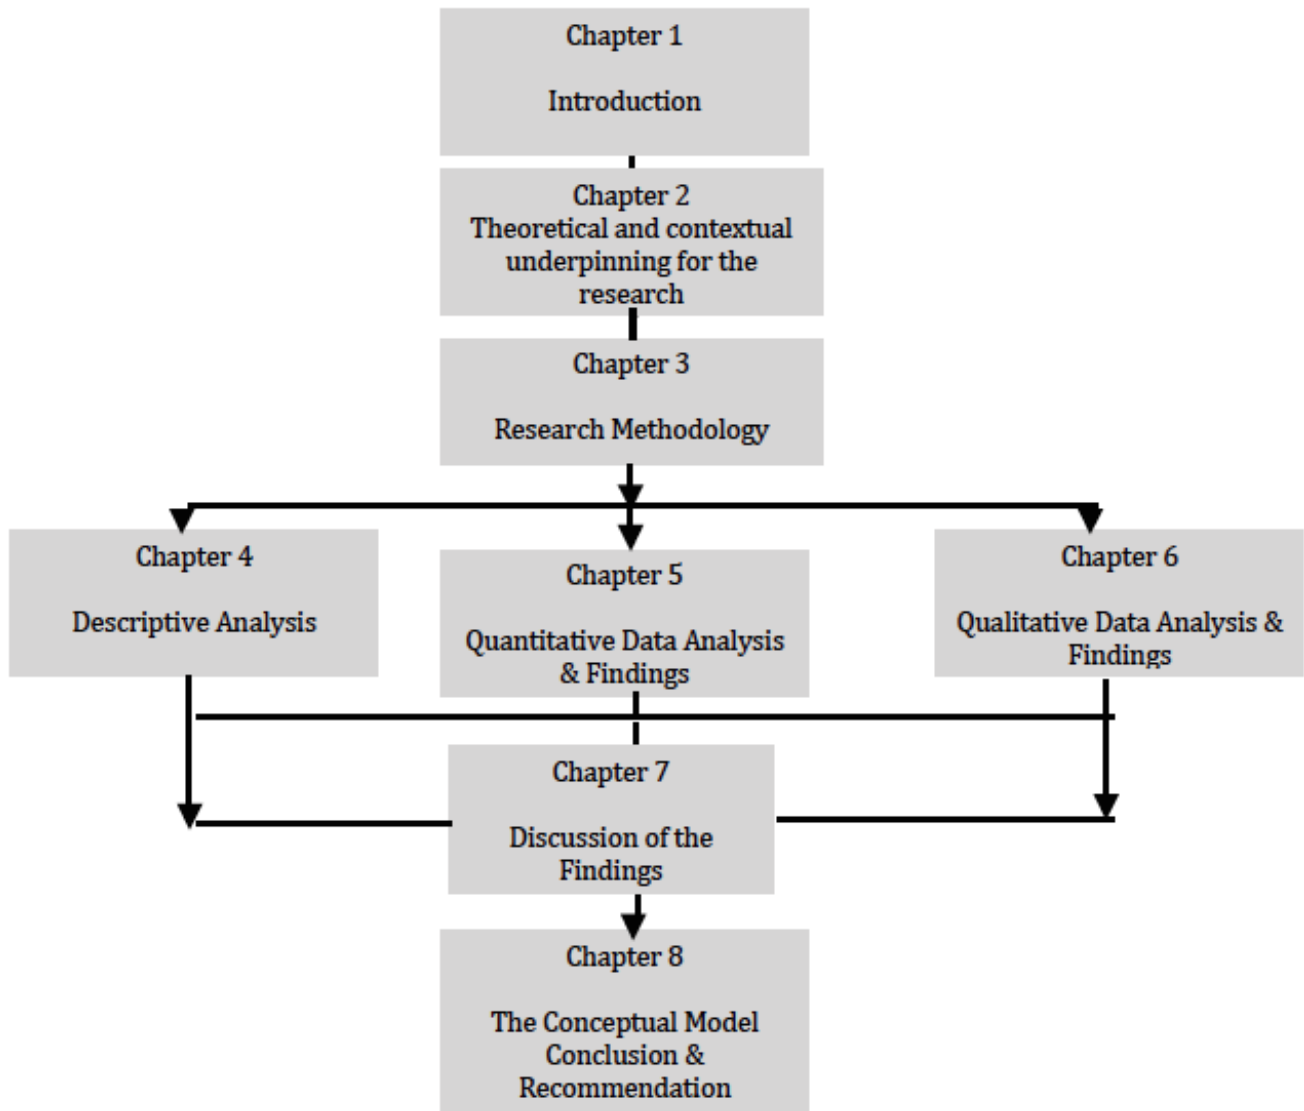 Chapter 1
Introduction
Chapter 2
Theoretical and contextual
underpinning for the
research
Chapter 3
Research Methodology
Chapter 4
Descriptive Analysis
Chapter 5
Quantitative Data Analysis
& Findings
Chapter 6
Qualitative Data Analysis &
Findings
Chapter 7
Discussion of the
Findings
Chapter 8
The Conceptual Model
Conclusion &
Recommendation